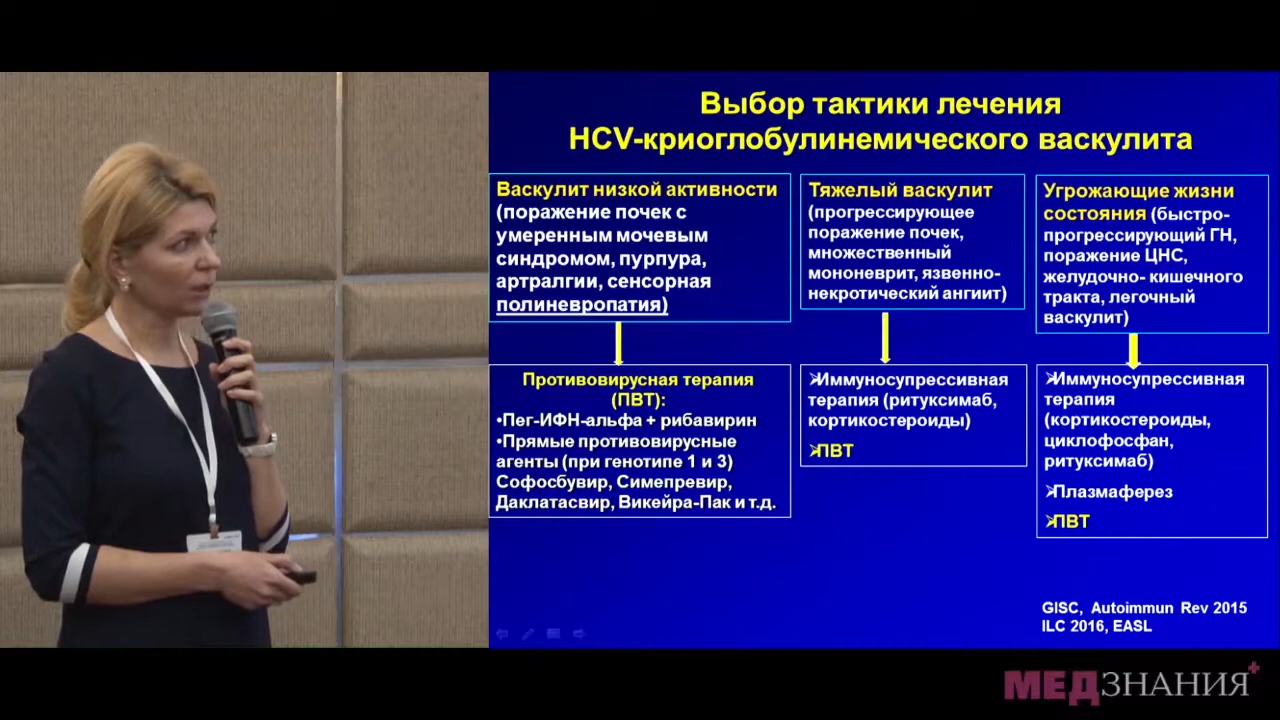 Выбор тактики лечения
HCV-криоглобулинемического васкулита
Васкулит низкой активности
(поражение почек с
умеренным мочевым
синдромом, пурпура,
артралгии, сенсорная
полиневропатия)
Тяжелый васкулит
(прогрессирующее
поражение почек,
множественный
мононеврит, язвенно-
некротический ангиит)
Угрожающие жизни
состояния (быстро-
прогрессирующий ГН,
поражение ЦНС,
желудочно- кишечного
тракта, легочный
васкулит)
Противовирусная терапия
(ПВТ):
•Пег-ИФН-альфа + рибавирин
•Прямые противовирусные
агенты (при генотипе 1 и 3)
Софосбувир, Симепревир,
Даклатасвир, Викейра-Пак и т.д.
➢Иммуносупрессивная
терапия (ритуксимаб,
кортикостероиды)
➢ПВТ
➢Иммуносупрессивная
терапия
(кортикостероиды,
циклофосфан,
ритуксимаб)
➢Плазмаферез
➢ПВТ
GISC, Autoimmun Rev 2015
ILC 2016, EASL
МЕДЗНАНИЯ+